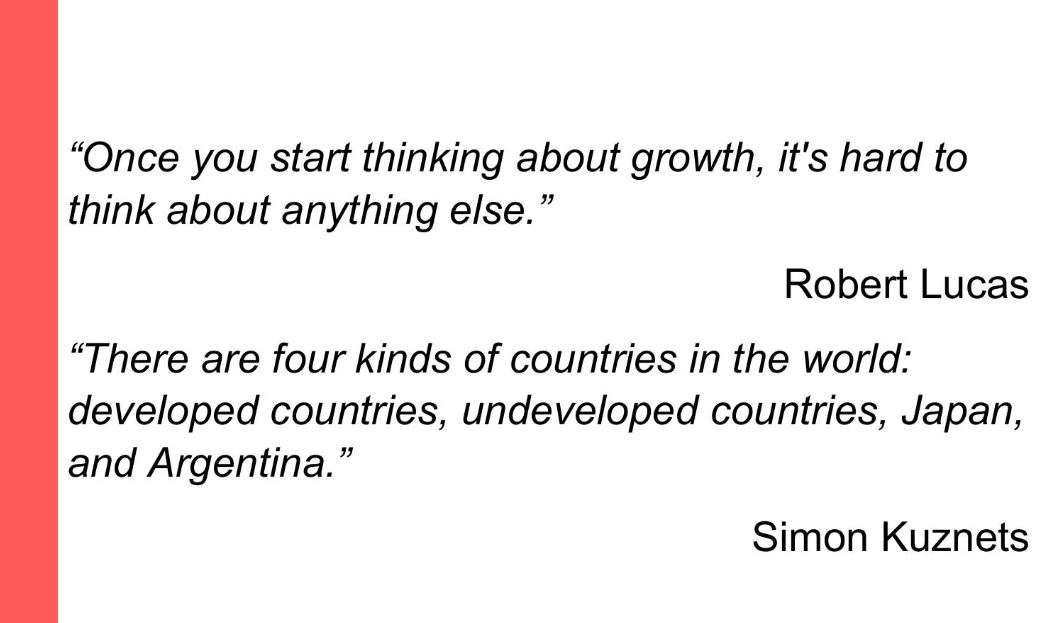 “Once you start thinking about growth, it's hard to
think about anything else.”
Robert Lucas
“There are four kinds of countries in the world:
developed countries, undeveloped countries, Japan,
and Argentina.”
Simon Kuznets